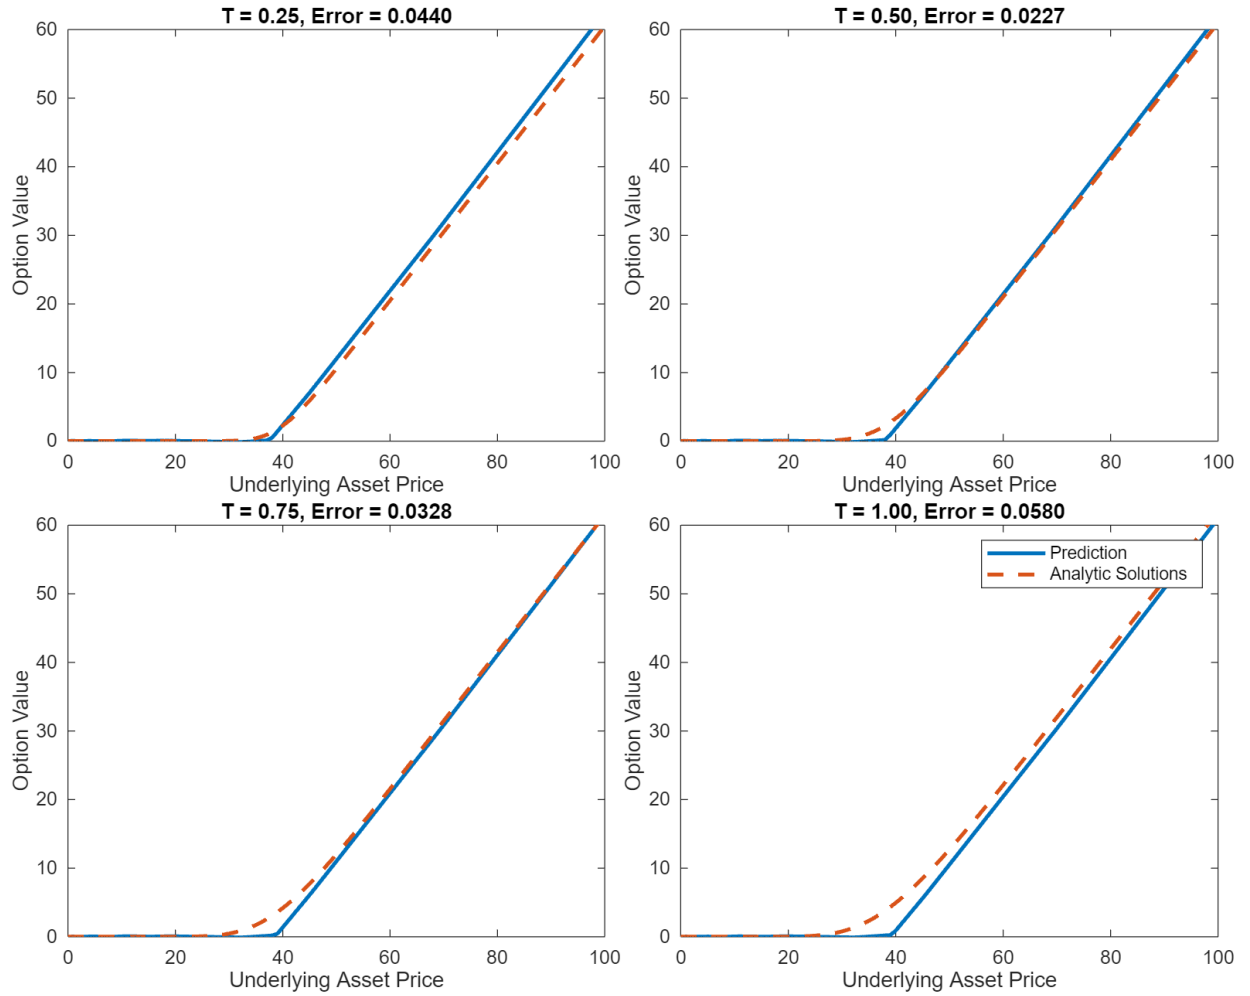 T = 0.25, Error = 0.0440
60
50
40
30
20
10
0
Option Value
0 20 40 60 80 100
Underlying Asset Price
T = 0.50, Error = 0.0227
60
50
40
30
20
10
0
Option Value
0 20 40 60 80 100
Underlying Asset Price
T = 0.75, Error = 0.0328
60
50
40
30
20
10
0
Option Value
0 20 40 60 80 100
Underlying Asset Price
T = 1.00, Error = 0.0580
Prediction
Analytic Solutions
60
50
40
30
20
10
0
Option Value
0 20 40 60 80 100
Underlying Asset Price